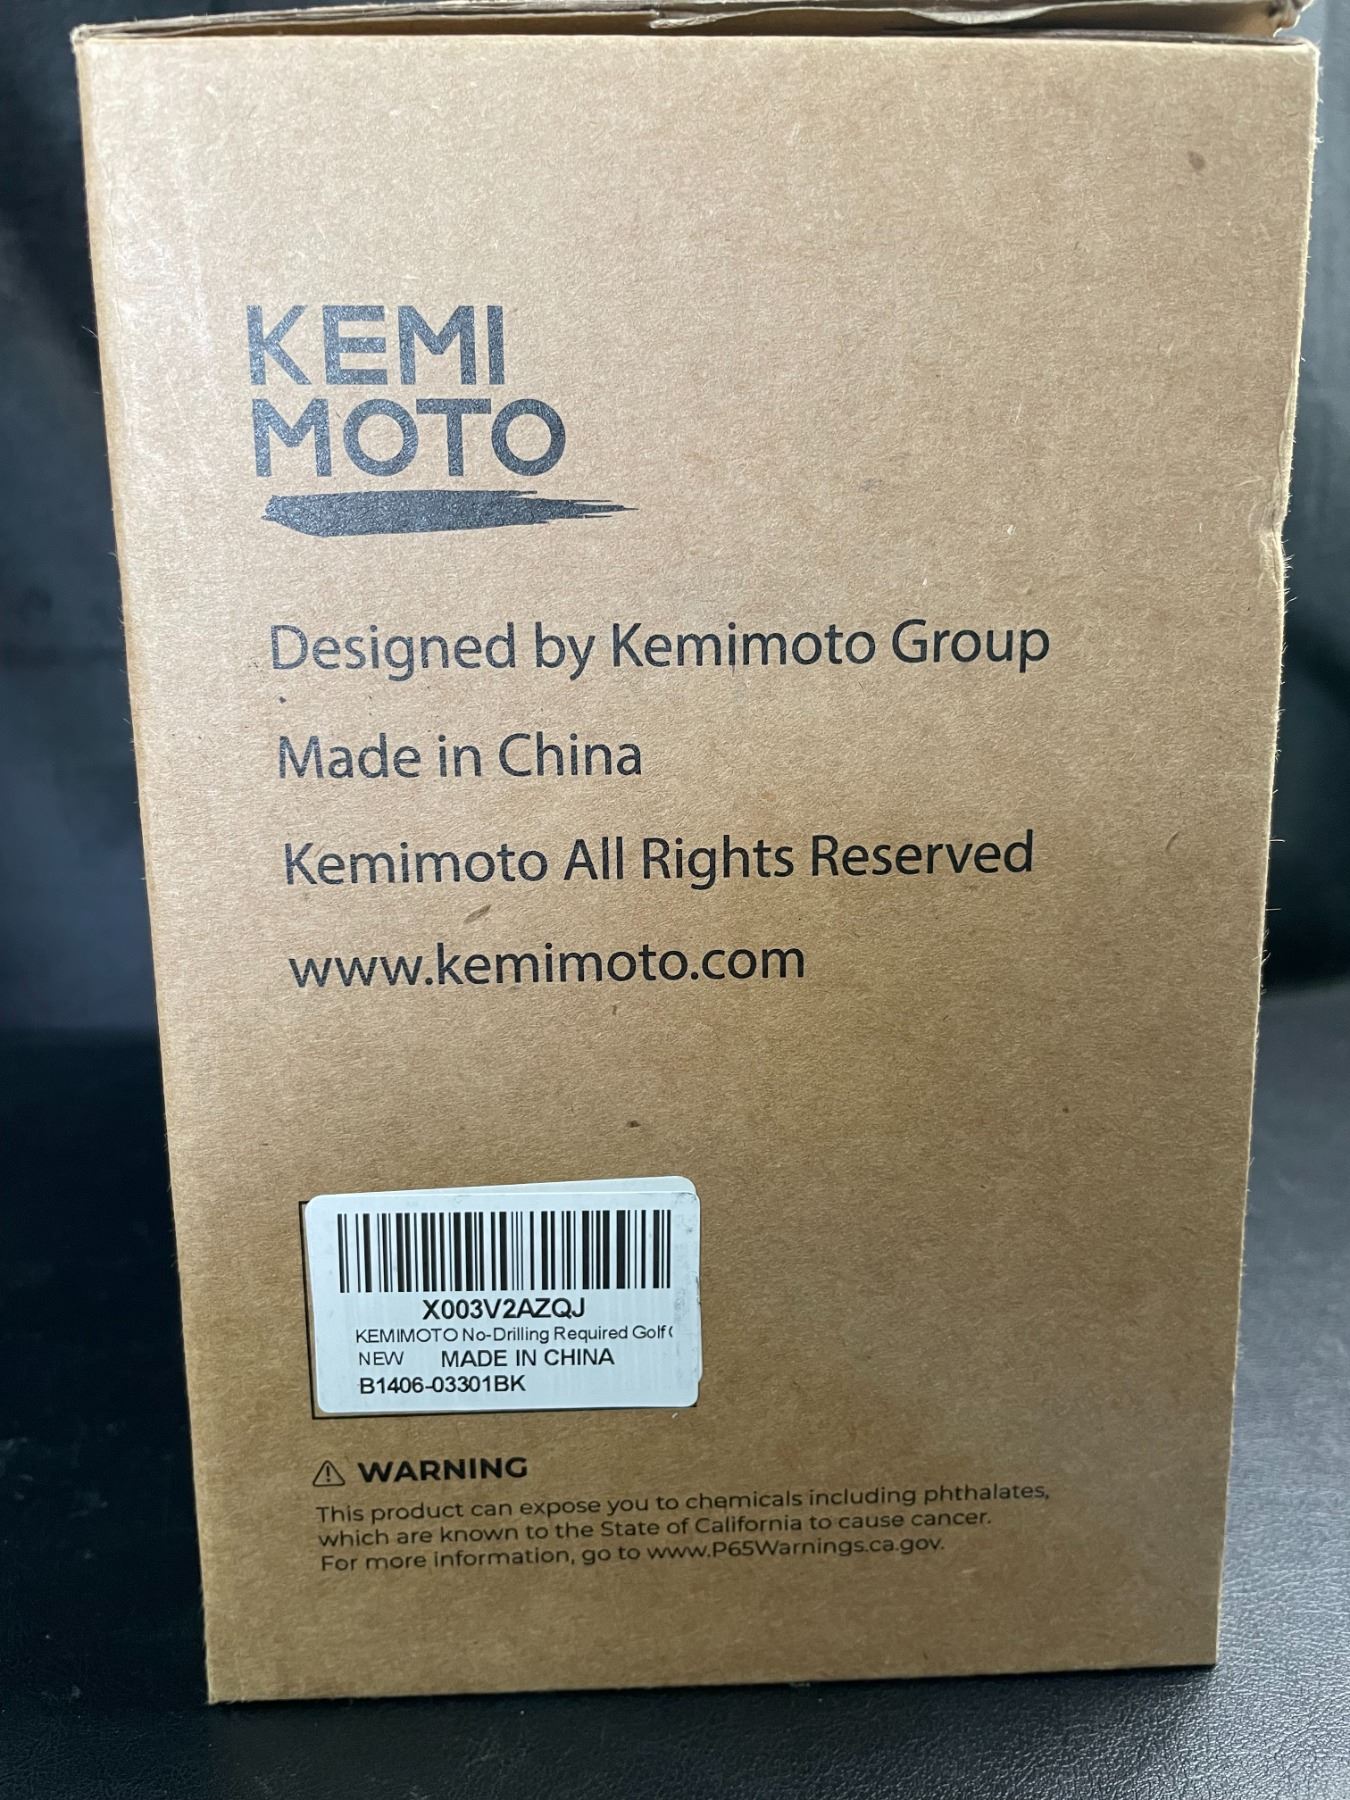 KEMI
MOTO
Designed by Kemimoto Group
Made in China
Kemimoto All Rights Reserved
www.kemimoto.com
X003V2AZQJ
KEMIMOTO No-Drilling Required Golf
NEW MADE IN CHINA
B1406-03301BK
WARNING
This product can expose you to chemicals including phthalates,
which are known to the State of California to cause cancer.
For more information, go to www.P65Warnings.ca.gov.